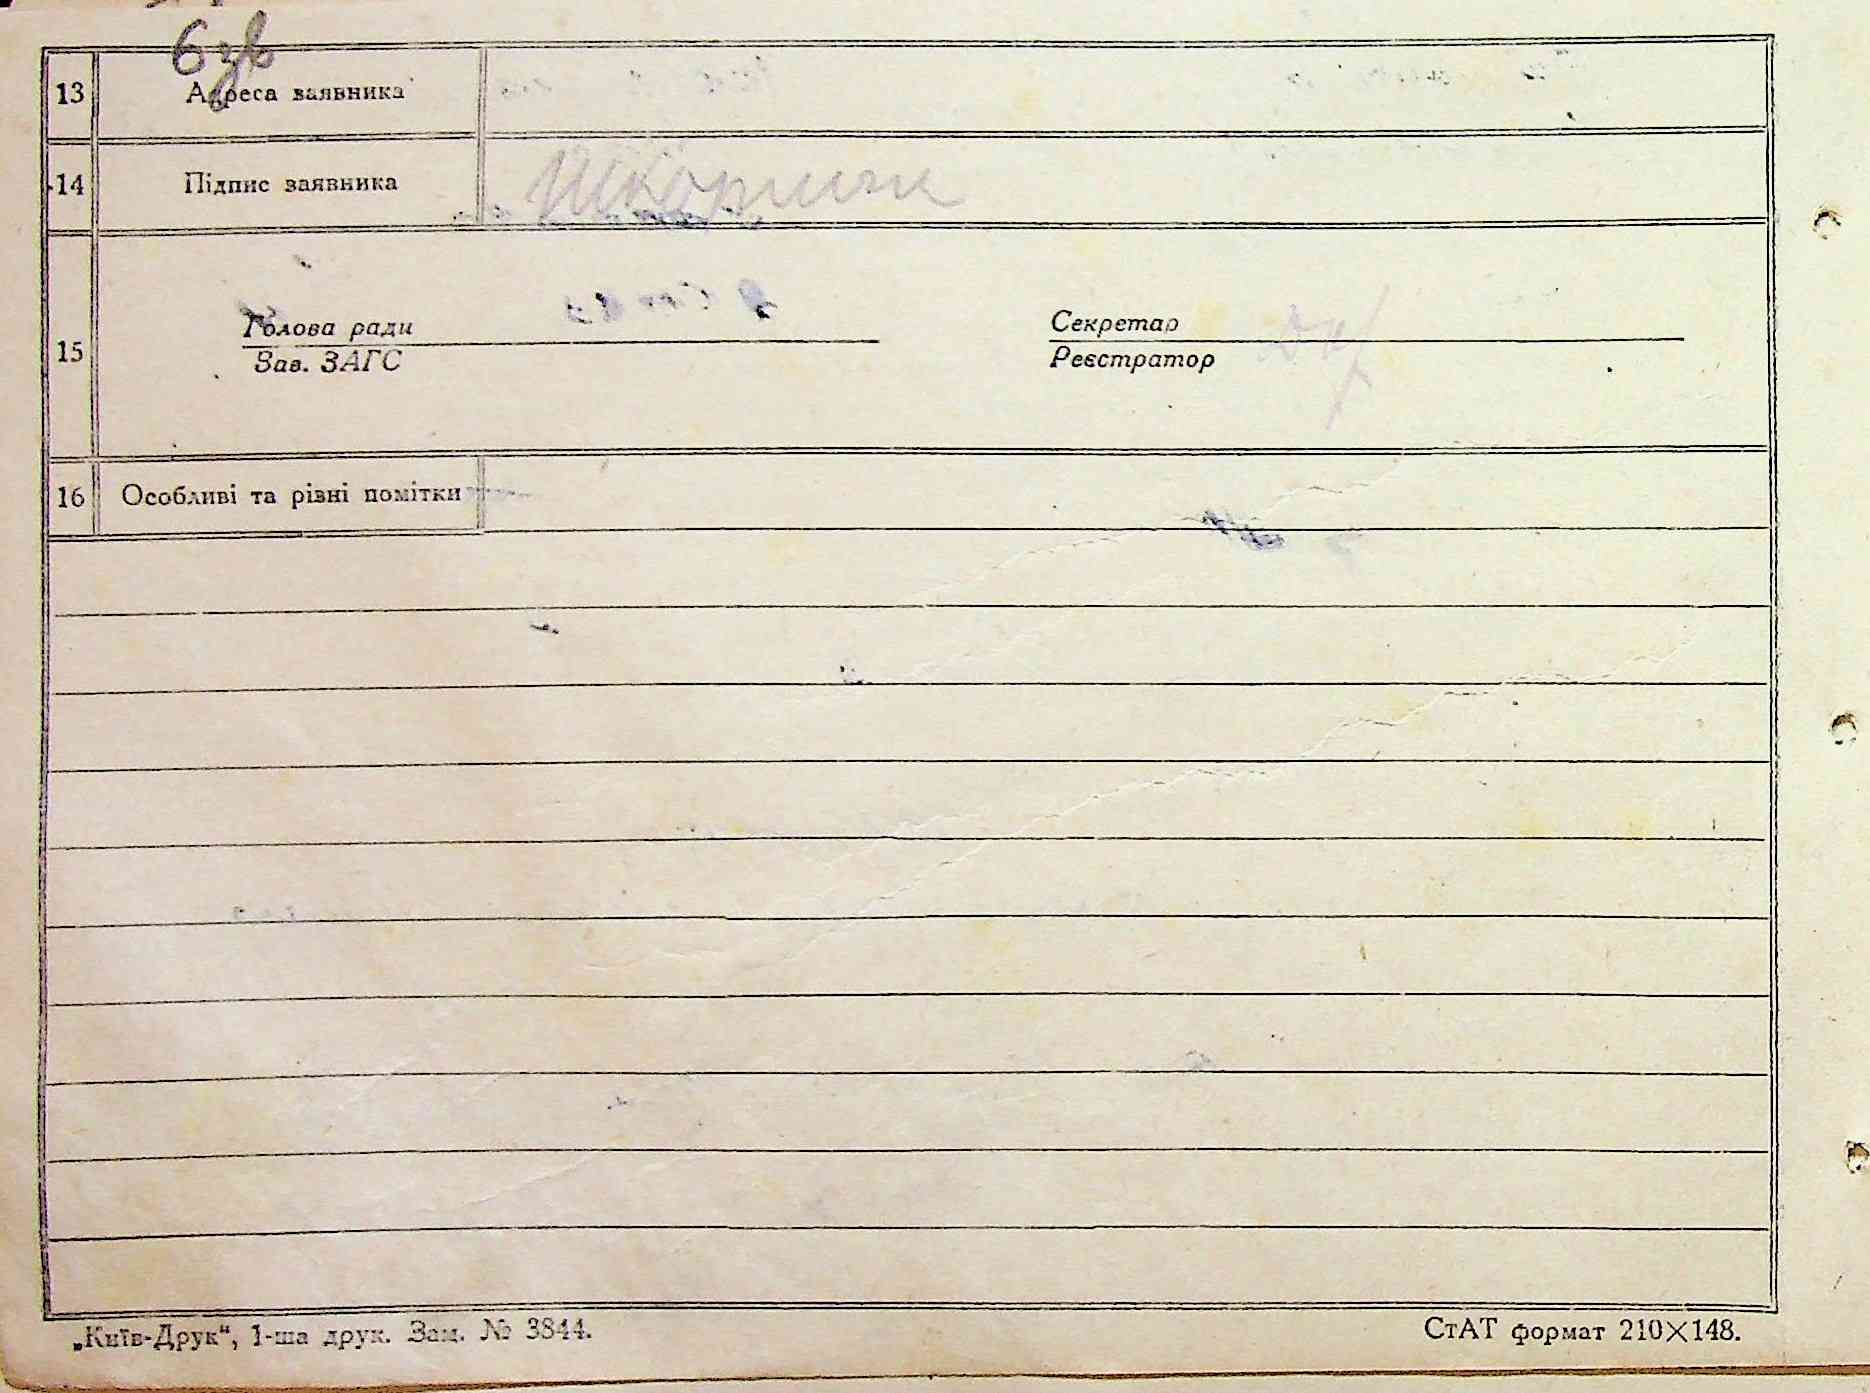 6зв
13 Адреса заявника
14 Підпис заявника
15 Голова ради Секретар
Зав. ЗАГС Реєстратор
16 Особливі та різні помітки
„Київ-Друк“, 1-ша друк. Зам. № 3844. СтАТ формат 210×148.